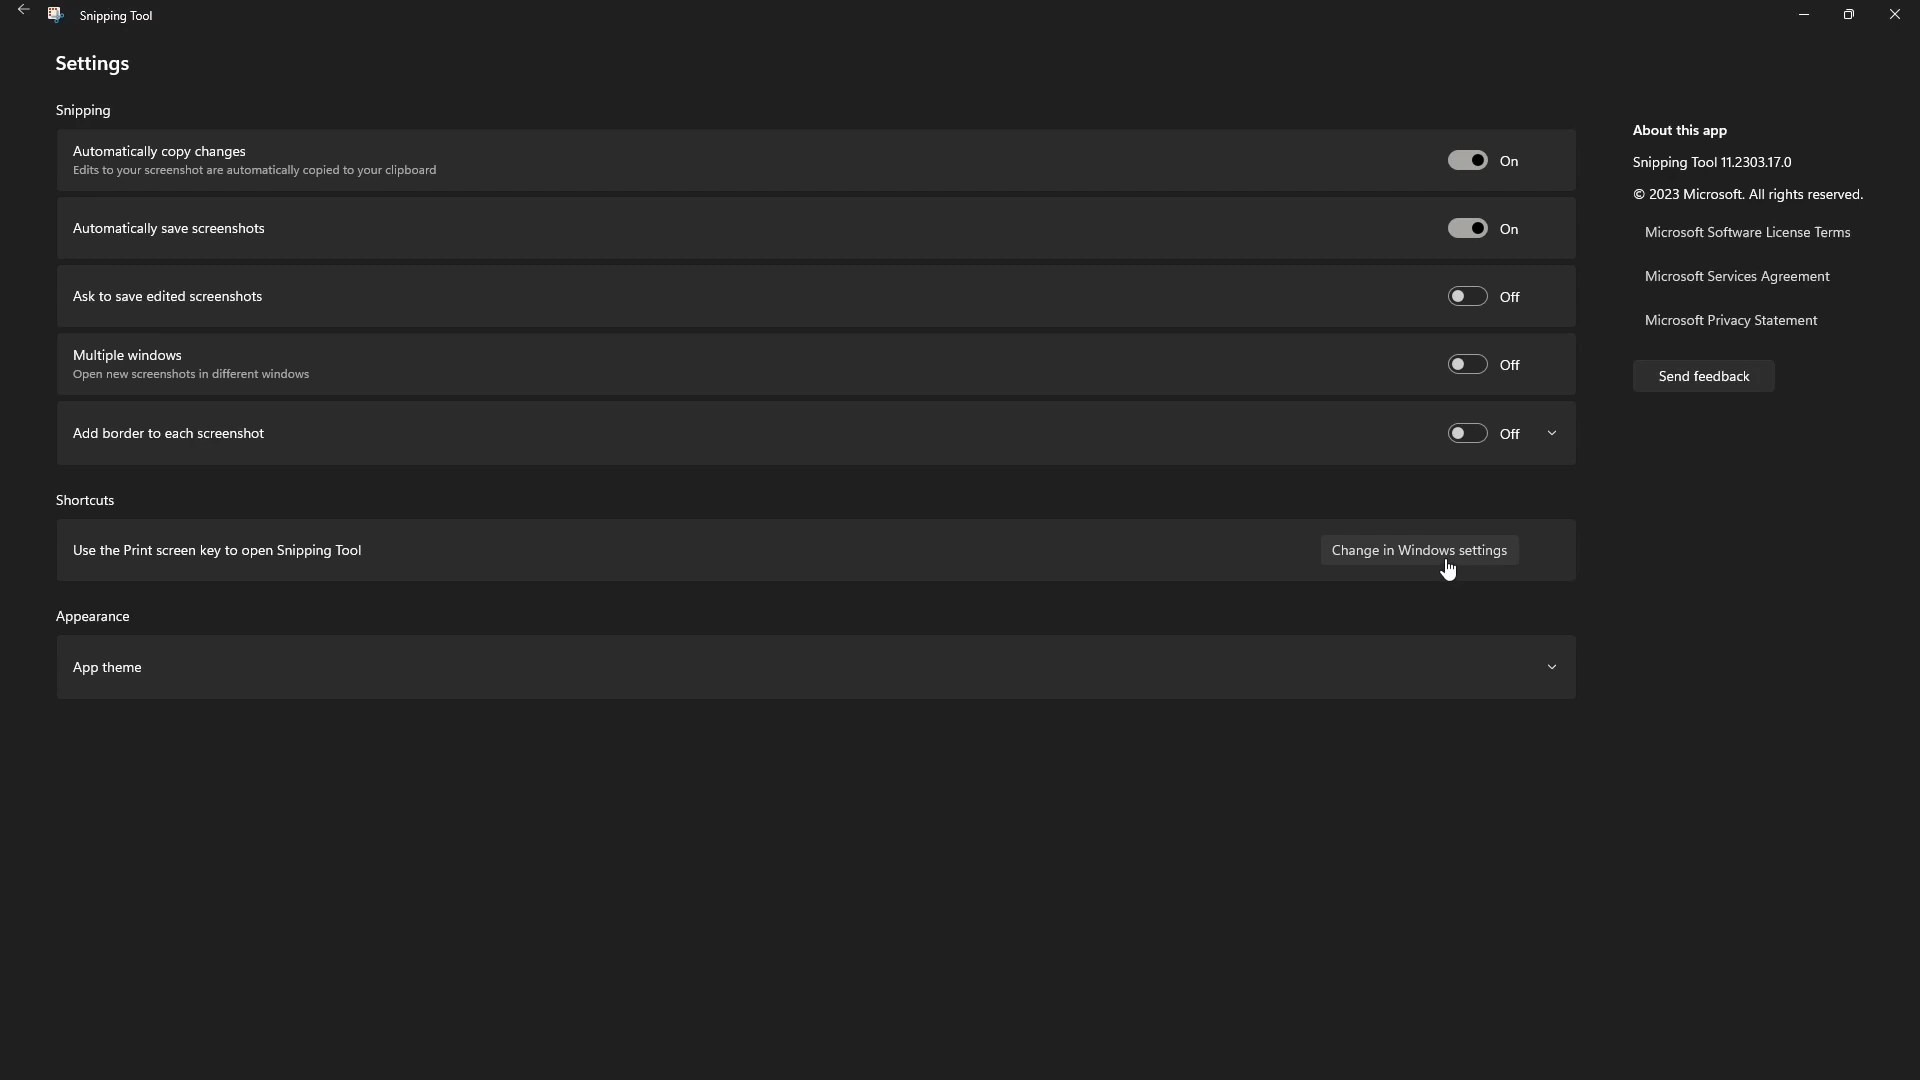 Snipping Tool
Settings
Snipping
Automatically copy changes
Edits to your screenshot are automatically copied to your clipboard
On
Automatically save screenshots
On
Ask to save edited screenshots
Off
Multiple windows
Open new screenshots in different windows
Off
Add border to each screenshot
Off
Shortcuts
Use the Print screen key to open Snipping Tool
Change in Windows settings
Appearance
App theme
About this app
Snipping Tool 11.2303.17.0
© 2023 Microsoft. All rights reserved.
Microsoft Software License Terms
Microsoft Services Agreement
Microsoft Privacy Statement
Send feedback